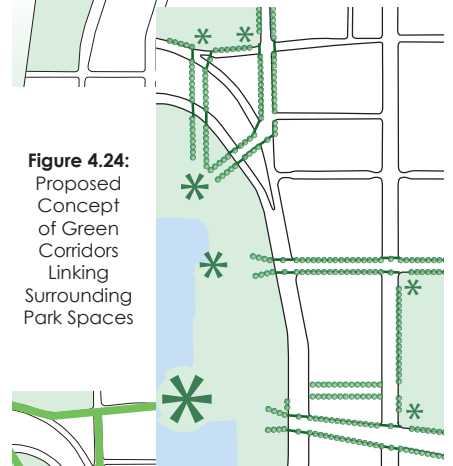 Figure 4.24:
Proposed
Concept
of Green
Corridors
Linking
Surrounding
Park Spaces